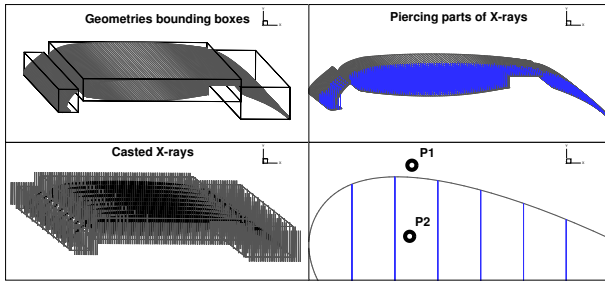 Geometries bounding boxes
Piercing parts of X-rays
Casted X-rays
P1
P2